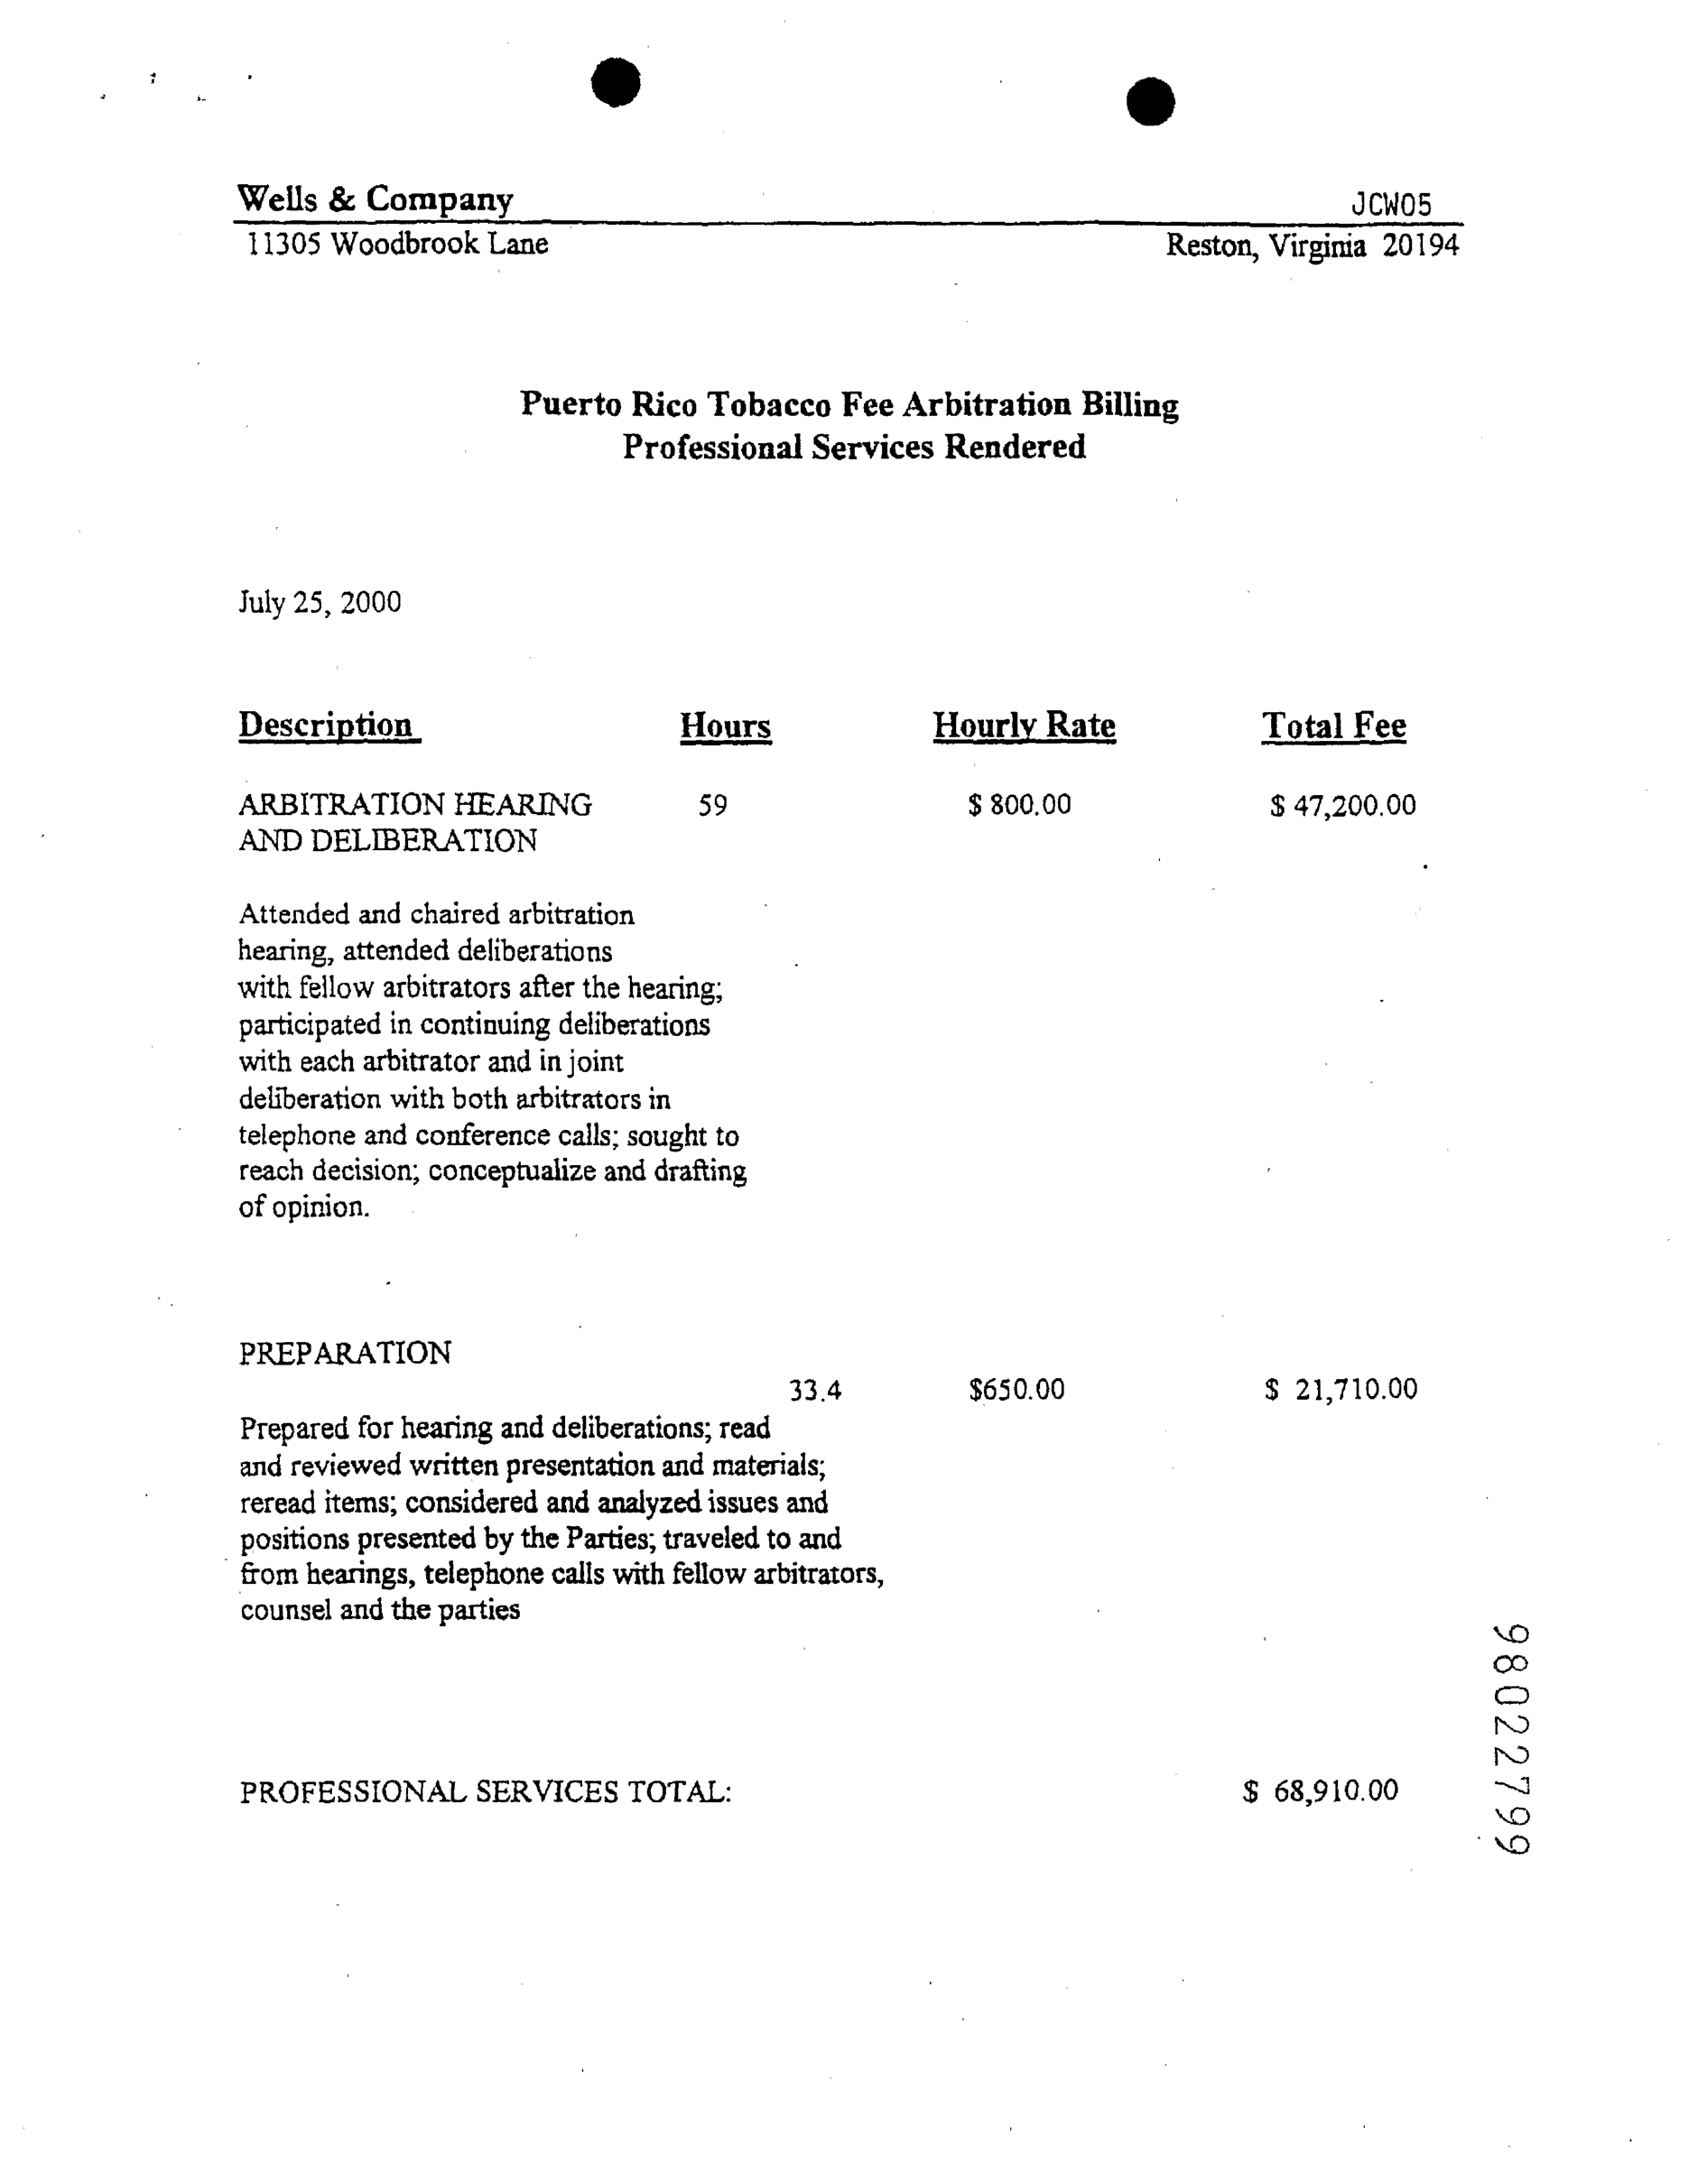 Wells & Company JCW05
11305 Woodbrook Lane Reston, Virginia 20194
Puerto Rico Tobacco Fee Arbitration Billing
Professional Services Rendered
July 25, 2000
Description Hours Hourly Rate Total Fee
ARBITRATION HEARING 59 $ 800.00 $ 47,200.00
AND DELIBERATION
Attended and chaired arbitration
hearing, attended deliberations
with fellow arbitrators after the hearing;
participated in continuing deliberations
with each arbitrator and in joint
deliberation with both arbitrators in
telephone and conference calls; sought to
reach decision; conceptualize and drafting
of opinion.
PREPARATION
33.4 $650.00 $ 21,710.00
Prepared for hearing and deliberations; read
and reviewed written presentation and materials;
reread items; considered and analyzed issues and
positions presented by the Parties; traveled to and
from hearings, telephone calls with fellow arbitrators,
counsel and the parties
PROFESSIONAL SERVICES TOTAL: $ 68,910.00
98022799